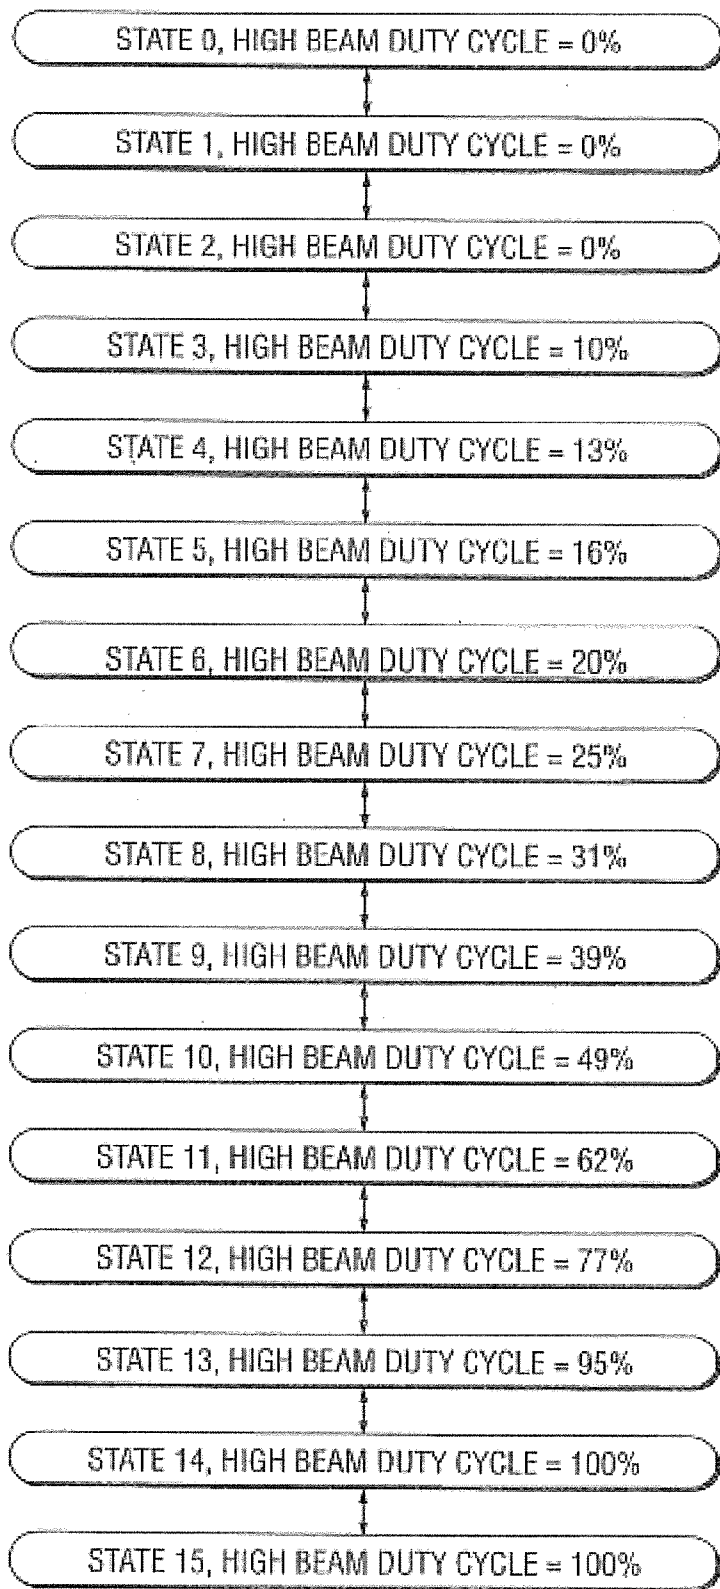 STATE 0, HIGH BEAM DUTY CYCLE = 0%
STATE 1, HIGH BEAM DUTY CYCLE = 0%
STATE 2, HIGH BEAM DUTY CYCLE = 0%
STATE 3, HIGH BEAM DUTY CYCLE = 10%
STATE 4, HIGH BEAM DUTY CYCLE = 13%
STATE 5, HIGH BEAM DUTY CYCLE = 16%
STATE 6, HIGH BEAM DUTY CYCLE = 20%
STATE 7, HIGH BEAM DUTY CYCLE = 25%
STATE 8, HIGH BEAM DUTY CYCLE = 31%
STATE 9, HIGH BEAM DUTY CYCLE = 39%
STATE 10, HIGH BEAM DUTY CYCLE = 49%
STATE 11, HIGH BEAM DUTY CYCLE = 62%
STATE 12, HIGH BEAM DUTY CYCLE = 77%
STATE 13, HIGH BEAM DUTY CYCLE = 95%
STATE 14, HIGH BEAM DUTY CYCLE = 100%
STATE 15, HIGH BEAM DUTY CYCLE = 100%